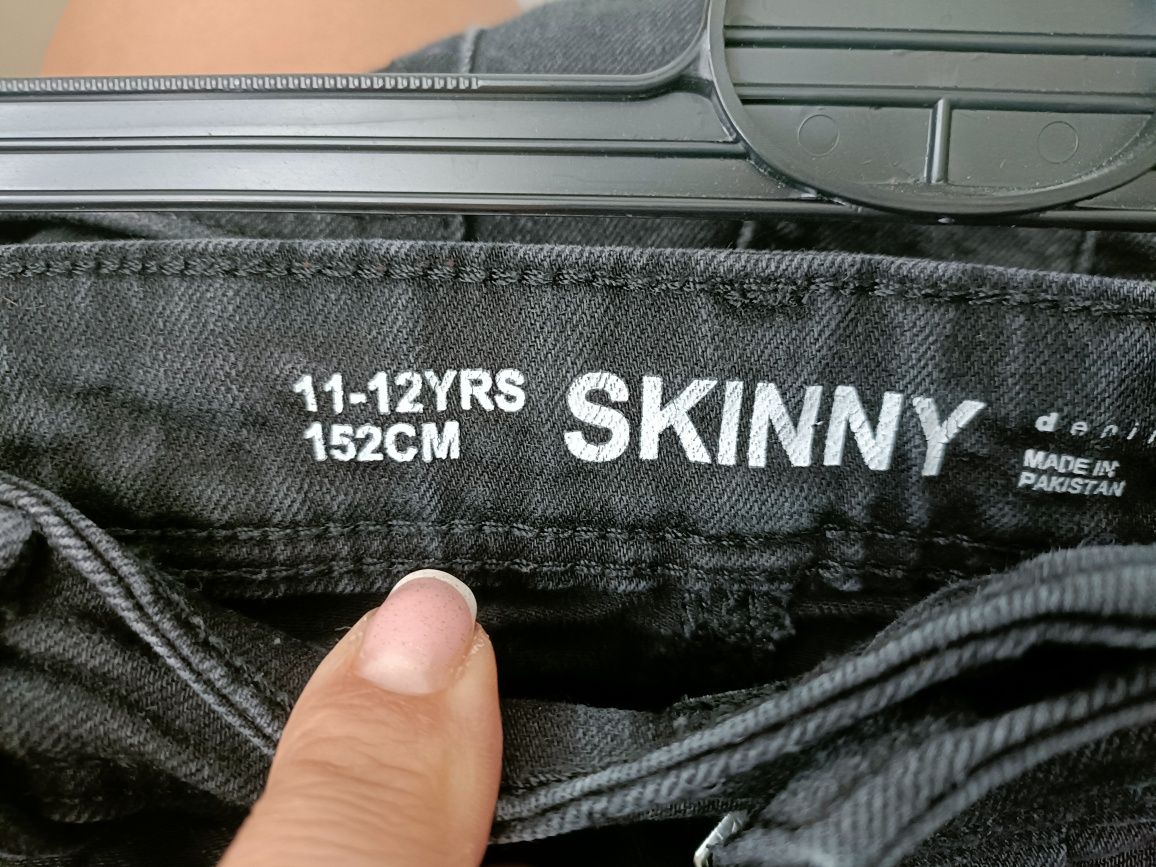 11-12YRS
152CM
SKINNY
MADE IN
PAKISTAN